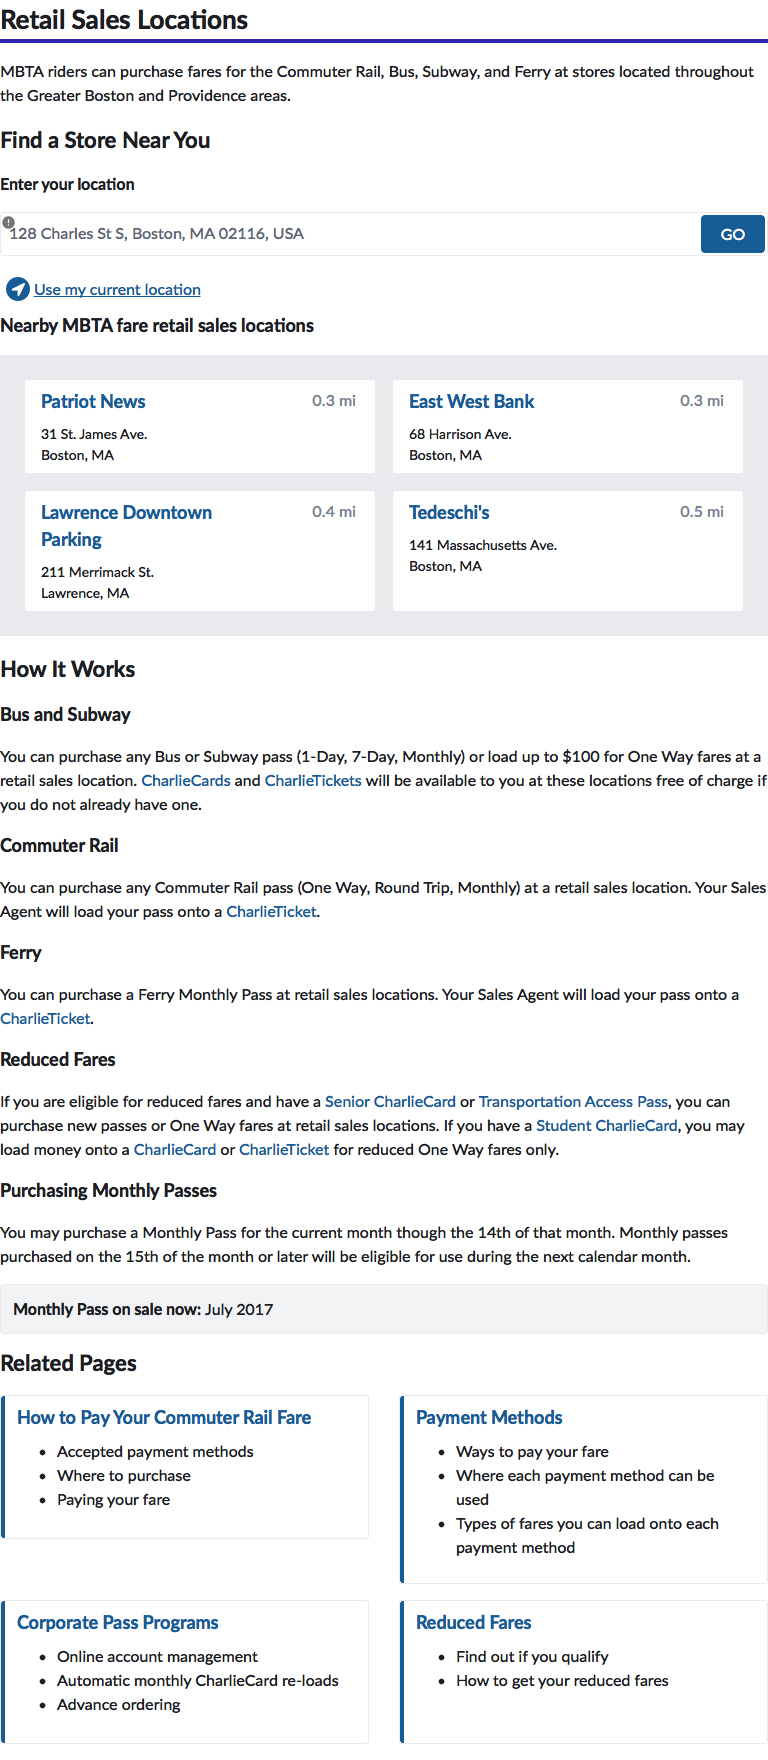 Retail Sales Locations
MBTA riders can purchase fares for the Commuter Rail, Bus, Subway, and Ferry at stores located throughout
the Greater Boston and Providence areas.
Find a Store Near You
Enter your location
128 Charles St S, Boston, MA 02116, USA
GO
Use my current location
Nearby MBTA fare retail sales locations
Patriot News 0.3 mi
31 St. James Ave.
Boston, MA
East West Bank 0.3 mi
68 Harrison Ave.
Boston, MA
Lawrence Downtown 0.4 mi
Parking
211 Merrimack St.
Lawrence, MA
Tedeschi's 0.5 mi
141 Massachusetts Ave.
Boston, MA
How It Works
Bus and Subway
You can purchase any Bus or Subway pass (1-Day, 7-Day, Monthly) or load up to $100 for One Way fares at a
retail sales location. CharlieCards and CharlieTickets will be available to you at these locations free of charge if
you do not already have one.
Commuter Rail
You can purchase any Commuter Rail pass (One Way, Round Trip, Monthly) at a retail sales location. Your Sales
Agent will load your pass onto a CharlieTicket.
Ferry
You can purchase a Ferry Monthly Pass at retail sales locations. Your Sales Agent will load your pass onto a
CharlieTicket.
Reduced Fares
If you are eligible for reduced fares and have a Senior CharlieCard or Transportation Access Pass, you can
purchase new passes or One Way fares at retail sales locations. If you have a Student CharlieCard, you may
load money onto a CharlieCard or CharlieTicket for reduced One Way fares only.
Purchasing Monthly Passes
You may purchase a Monthly Pass for the current month though the 14th of that month. Monthly passes
purchased on the 15th of the month or later will be eligible for use during the next calendar month.
Monthly Pass on sale now: July 2017
Related Pages
How to Pay Your Commuter Rail Fare
• Accepted payment methods
• Where to purchase
• Paying your fare
Payment Methods
• Ways to pay your fare
• Where each payment method can be
used
• Types of fares you can load onto each
payment method
Corporate Pass Programs
• Online account management
• Automatic monthly CharlieCard re-loads
• Advance ordering
Reduced Fares
• Find out if you qualify
• How to get your reduced fares